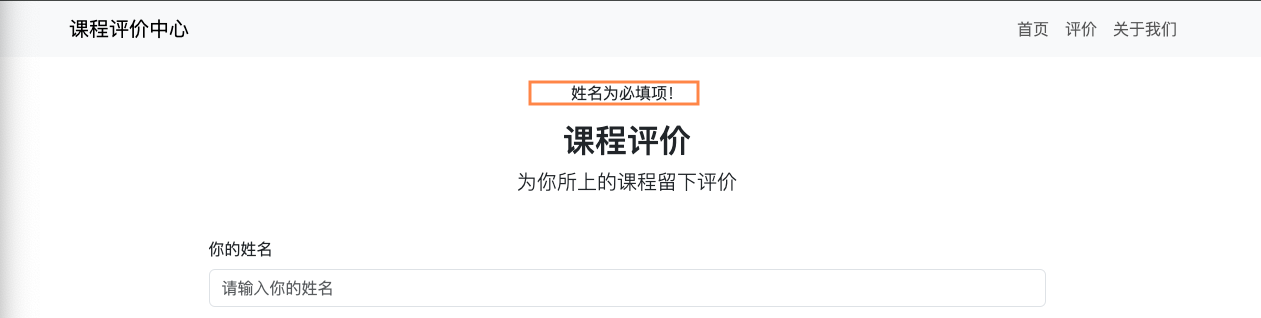 课程评价中心
首页 评价 关于我们
姓名为必填项!
课程评价
为你所上的课程留下评价
你的姓名
请输入你的姓名